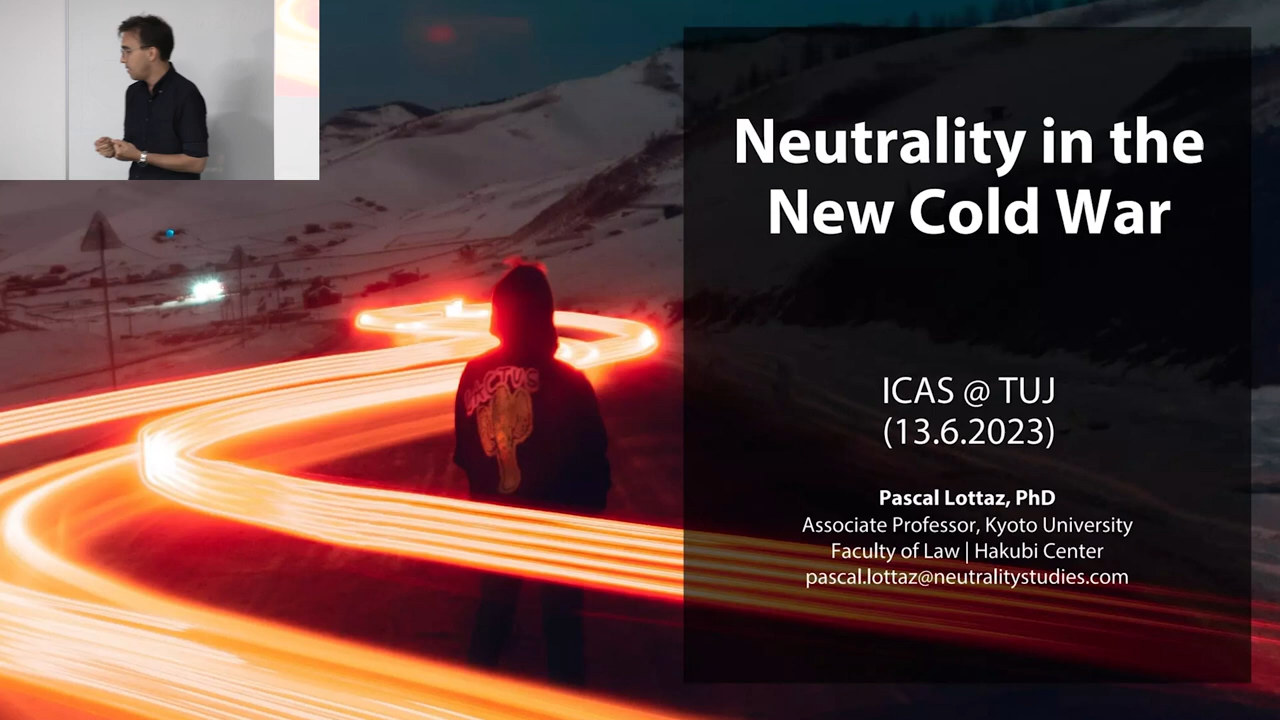 Neutrality in the
New Cold War
ICAS @ TUJ
(13.6.2023)
Pascal Lottaz, PhD
Associate Professor, Kyoto University
Faculty of Law | Hakubi Center
pascal.lottaz@neutralitystudies.com
CACTUS